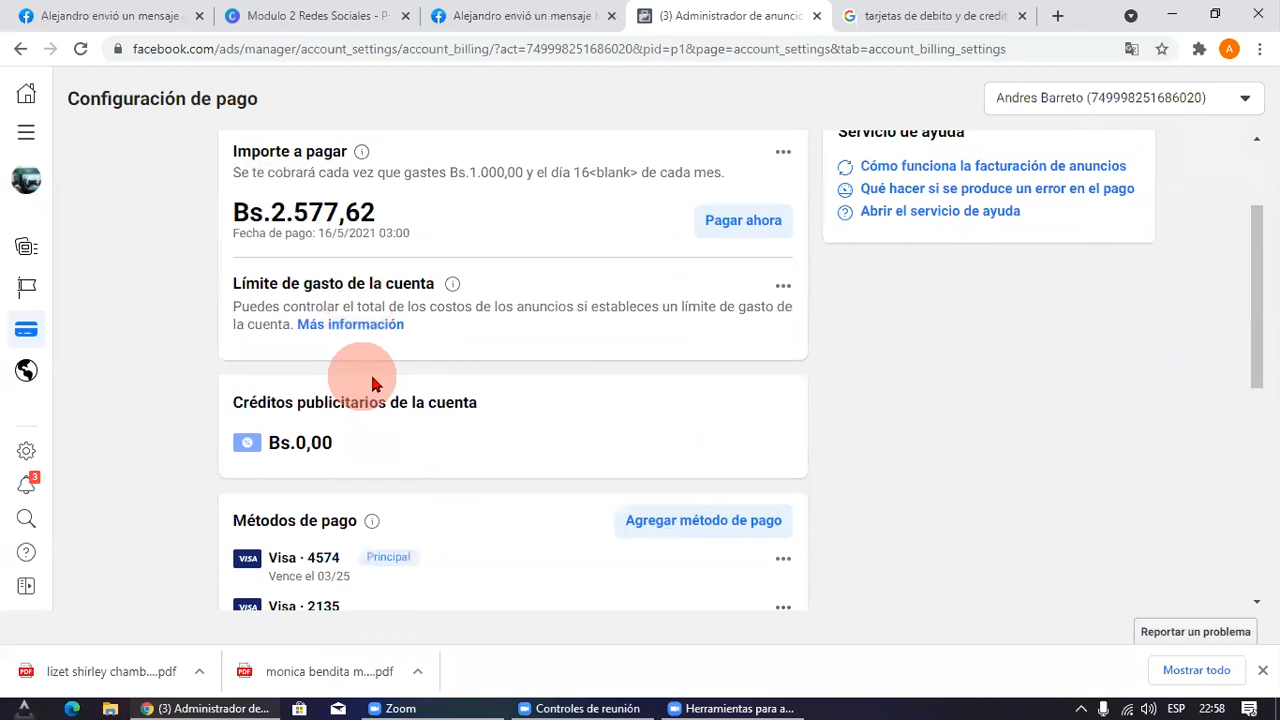 Alejandro envió un mensaje
Modulo 2 Redes Sociales - P
Alejandro envió un mensaje
(3) Administrador de anuncio
tarjetas de debito y de credit
facebook.com/ads/manager/account_settings/account_billing/?act=749998251686020&pid=p1&page=account_settings&tab=account_billing_settings
A
Configuración de pago
Andres Barreto (749998251686020)
Importe a pagar
Se te cobrará cada vez que gastes Bs.1.000,00 y el día 16<blank> de cada mes.
Bs.2.577,62
Pagar ahora
Fecha de pago: 16/5/2021 03:00
Servicio de ayuda
Cómo funciona la facturación de anuncios
Qué hacer si se produce un error en el pago
Abrir el servicio de ayuda
Límite de gasto de la cuenta
Puedes controlar el total de los costos de los anuncios si estableces un límite de gasto de
la cuenta. Más información
Créditos publicitarios de la cuenta
Bs.0,00
3
Métodos de pago
Agregar método de pago
VISA Visa · 4574 Principal
Vence el 03/25
VISA Visa · 2135
Reportar un problema
PDF lizet shirley chamb....pdf
PDF monica bendita m....pdf
Mostrar todo
(3) Administrador de...
Zoom
Controles de reunión
Herramientas para a...
ESP
22:58